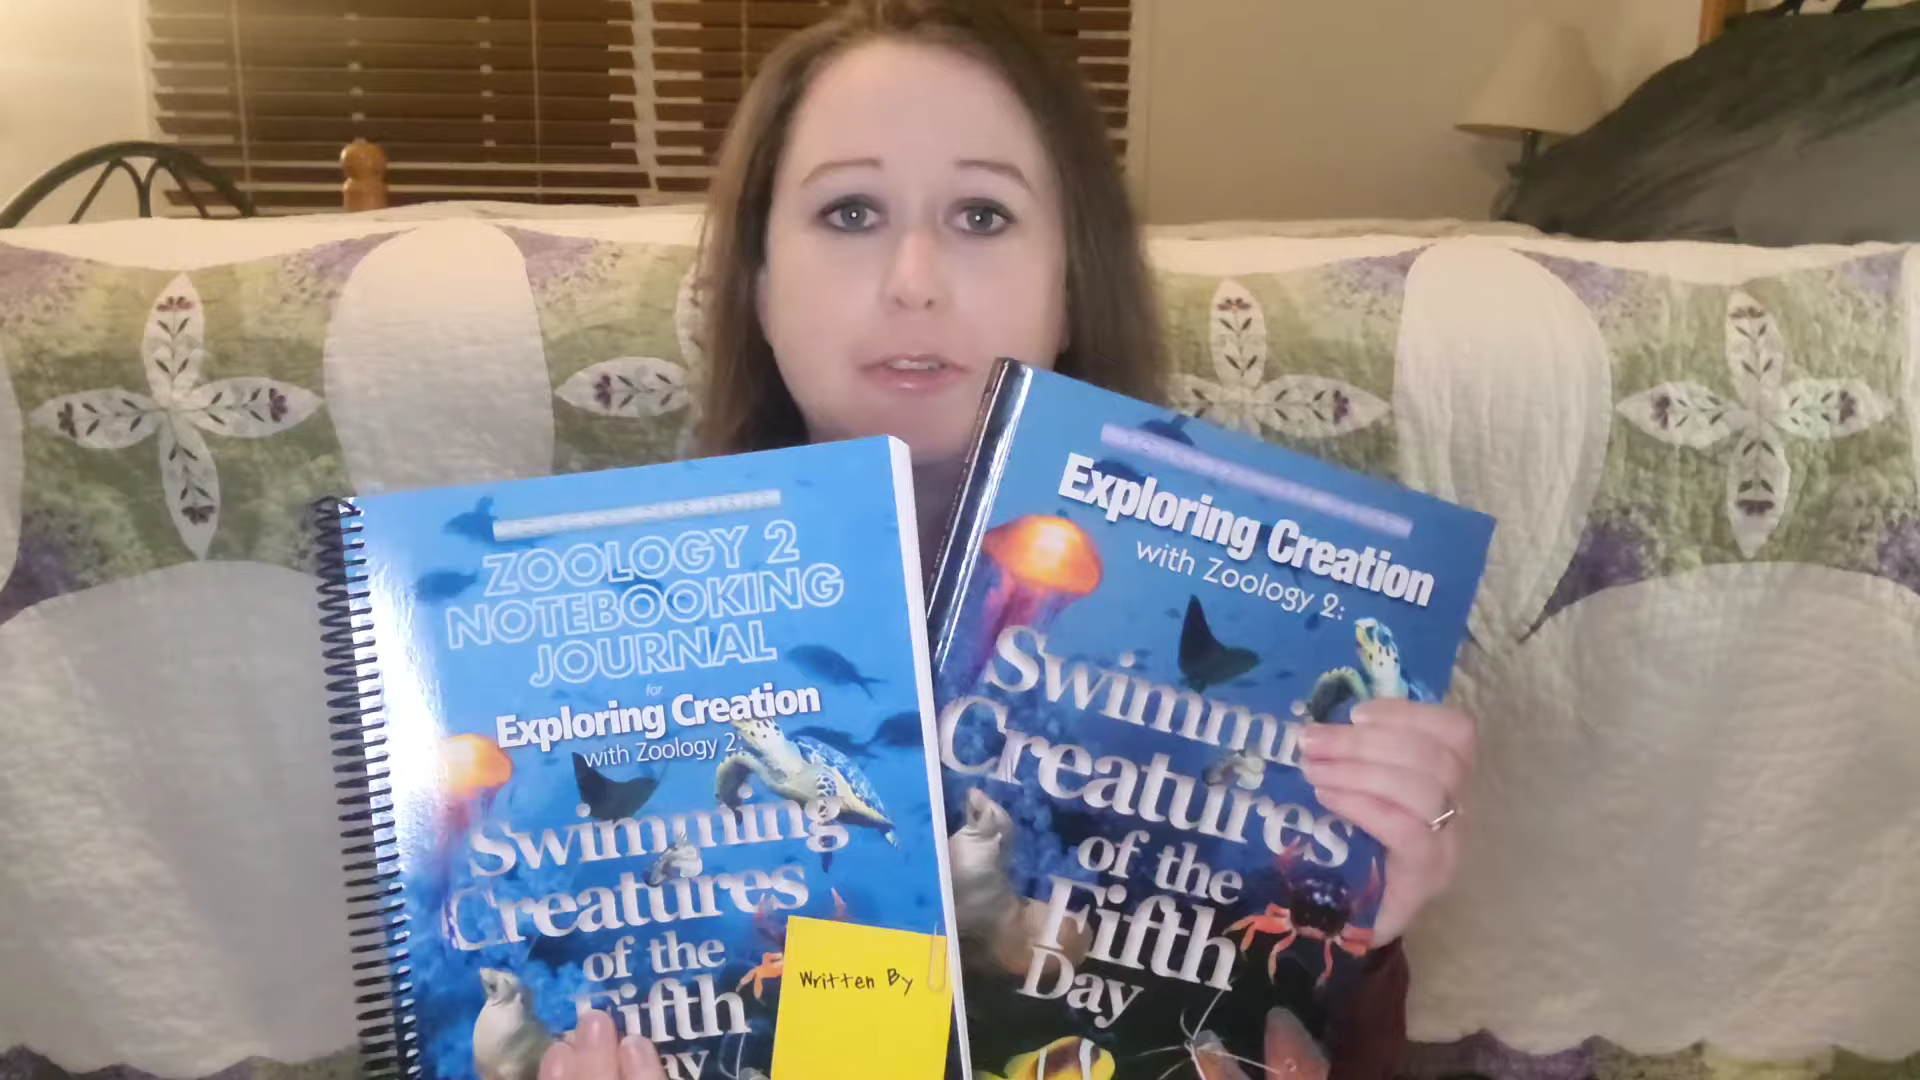 ZOOLOGY 2
NOTEBOOKING
JOURNAL
for
Exploring Creation
with Zoology 2:
Swimming
Creatures
of the
Fifth
Written By
Exploring Creation
with Zoology 2:
Creatures
of the
Fifth
Day